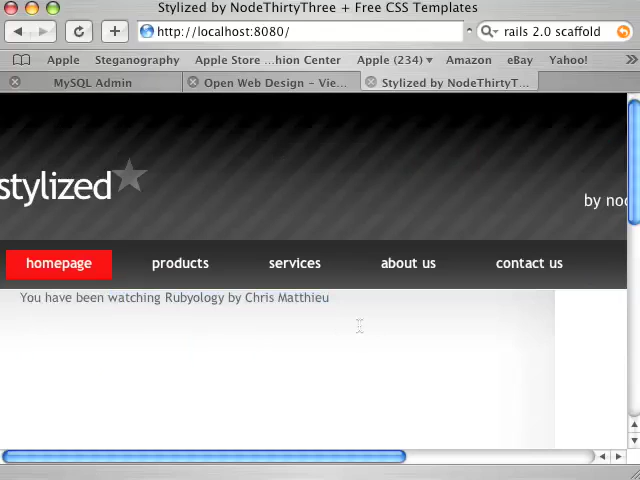 Stylized by NodeThirtyThree + Free CSS Templates
http://localhost:8080/
rails 2.0 scaffold
Apple Steganography Apple Store ...hion Center Apple (234) Amazon eBay Yahoo!
MySQL Admin Open Web Design – Vie... Stylized by NodeThirtyT...
stylized
by nod
homepage products services about us contact us
You have been watching Rubyology by Chris Matthieu